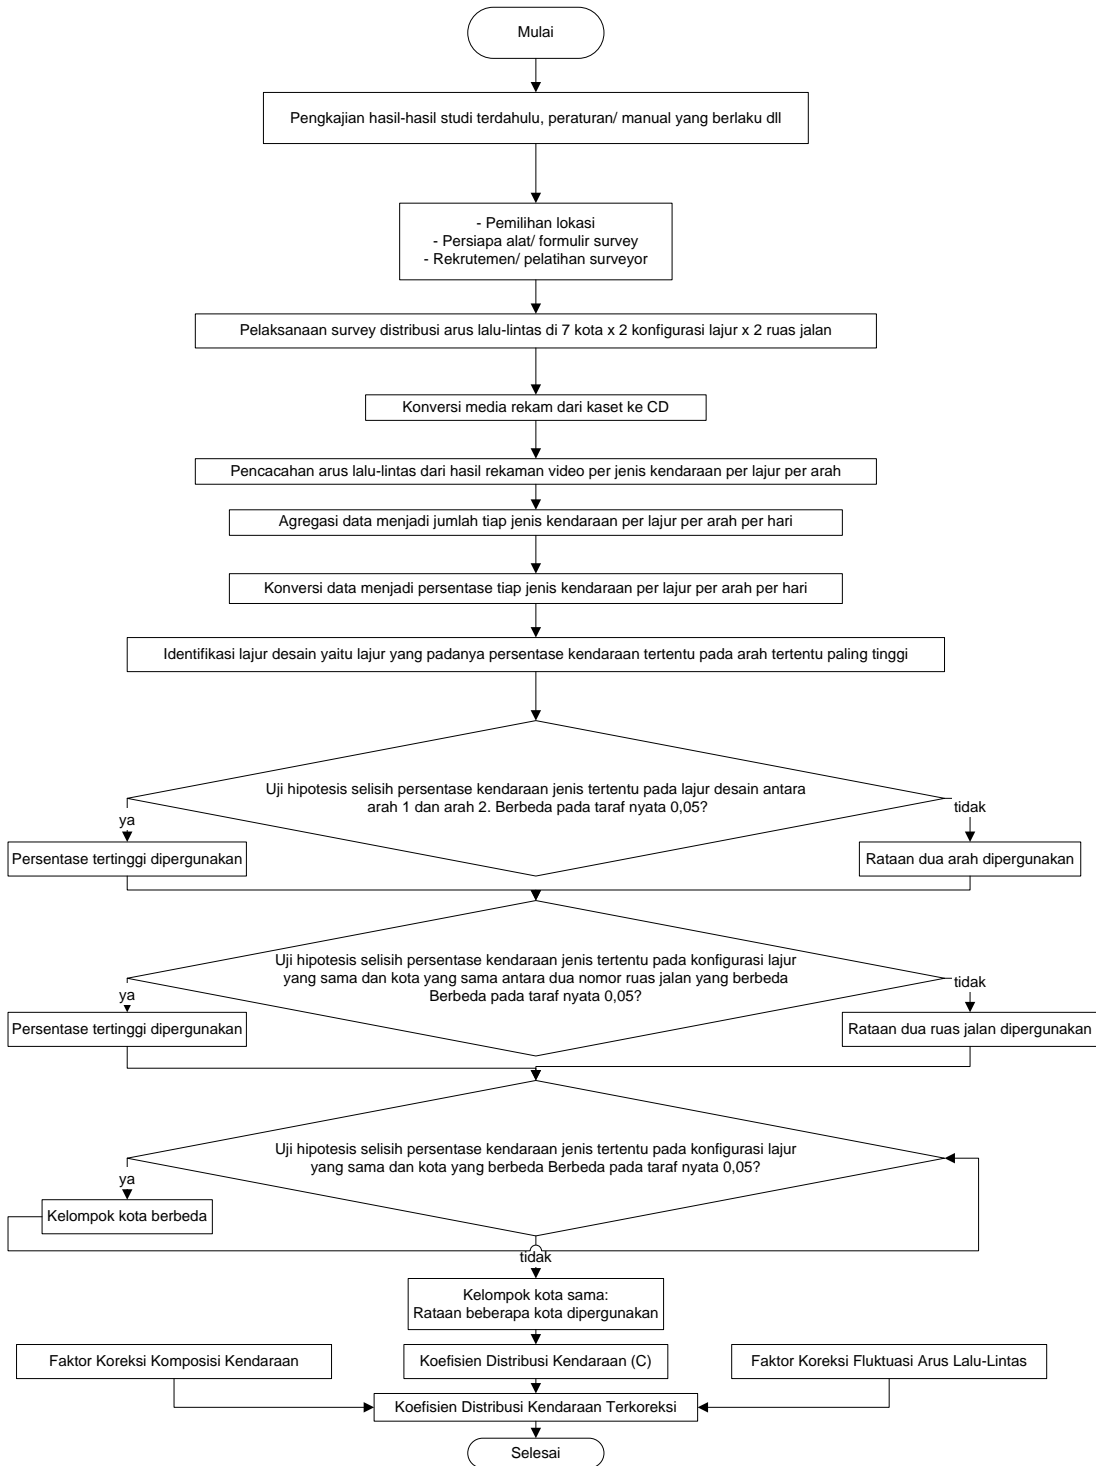 Mulai
Pengkajian hasil-hasil studi terdahulu, peraturan/ manual yang berlaku dll
- Pemilihan lokasi
- Persiapa alat/ formulir survey
- Rekrutemen/ pelatihan surveyor
Pelaksanaan survey distribusi arus lalu-lintas di 7 kota x 2 konfigurasi lajur x 2 ruas jalan
Konversi media rekam dari kaset ke CD
Pencacahan arus lalu-lintas dari hasil rekaman video per jenis kendaraan per lajur per arah
Agregasi data menjadi jumlah tiap jenis kendaraan per lajur per arah per hari
Konversi data menjadi persentase tiap jenis kendaraan per lajur per arah per hari
Identifikasi lajur desain yaitu lajur yang padanya persentase kendaraan tertentu pada arah tertentu paling tinggi
Uji hipotesis selisih persentase kendaraan jenis tertentu pada lajur desain antara
arah 1 dan arah 2. Berbeda pada taraf nyata 0,05?
ya
tidak
Persentase tertinggi dipergunakan
Rataan dua arah dipergunakan
Uji hipotesis selisih persentase kendaraan jenis tertentu pada konfigurasi lajur
yang sama dan kota yang sama antara dua nomor ruas jalan yang berbeda
Berbeda pada taraf nyata 0,05?
ya
tidak
Persentase tertinggi dipergunakan
Rataan dua ruas jalan dipergunakan
Uji hipotesis selisih persentase kendaraan jenis tertentu pada konfigurasi lajur
yang sama dan kota yang berbeda Berbeda pada taraf nyata 0,05?
ya
Kelompok kota berbeda
tidak
Kelompok kota sama:
Rataan beberapa kota dipergunakan
Faktor Koreksi Komposisi Kendaraan
Koefisien Distribusi Kendaraan (C)
Faktor Koreksi Fluktuasi Arus Lalu-Lintas
Koefisien Distribusi Kendaraan Terkoreksi
Selesai